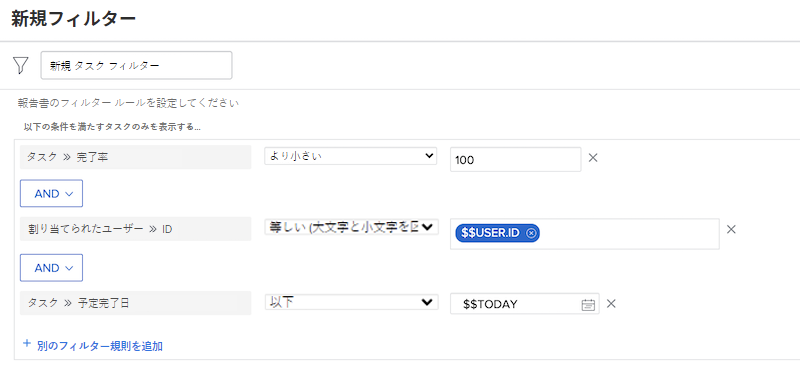 新規フィルター
新規 タスク フィルター
報告書のフィルター ルールを設定してください
以下の条件を満たすタスクのみを表示する...
タスク » 完了率 より小さい 100
AND
割り当てられたユーザー » ID 等しい (大文字と小文字を $$USER.ID
AND
タスク » 予定完了日 以下 $$TODAY
+ 別のフィルター規則を追加